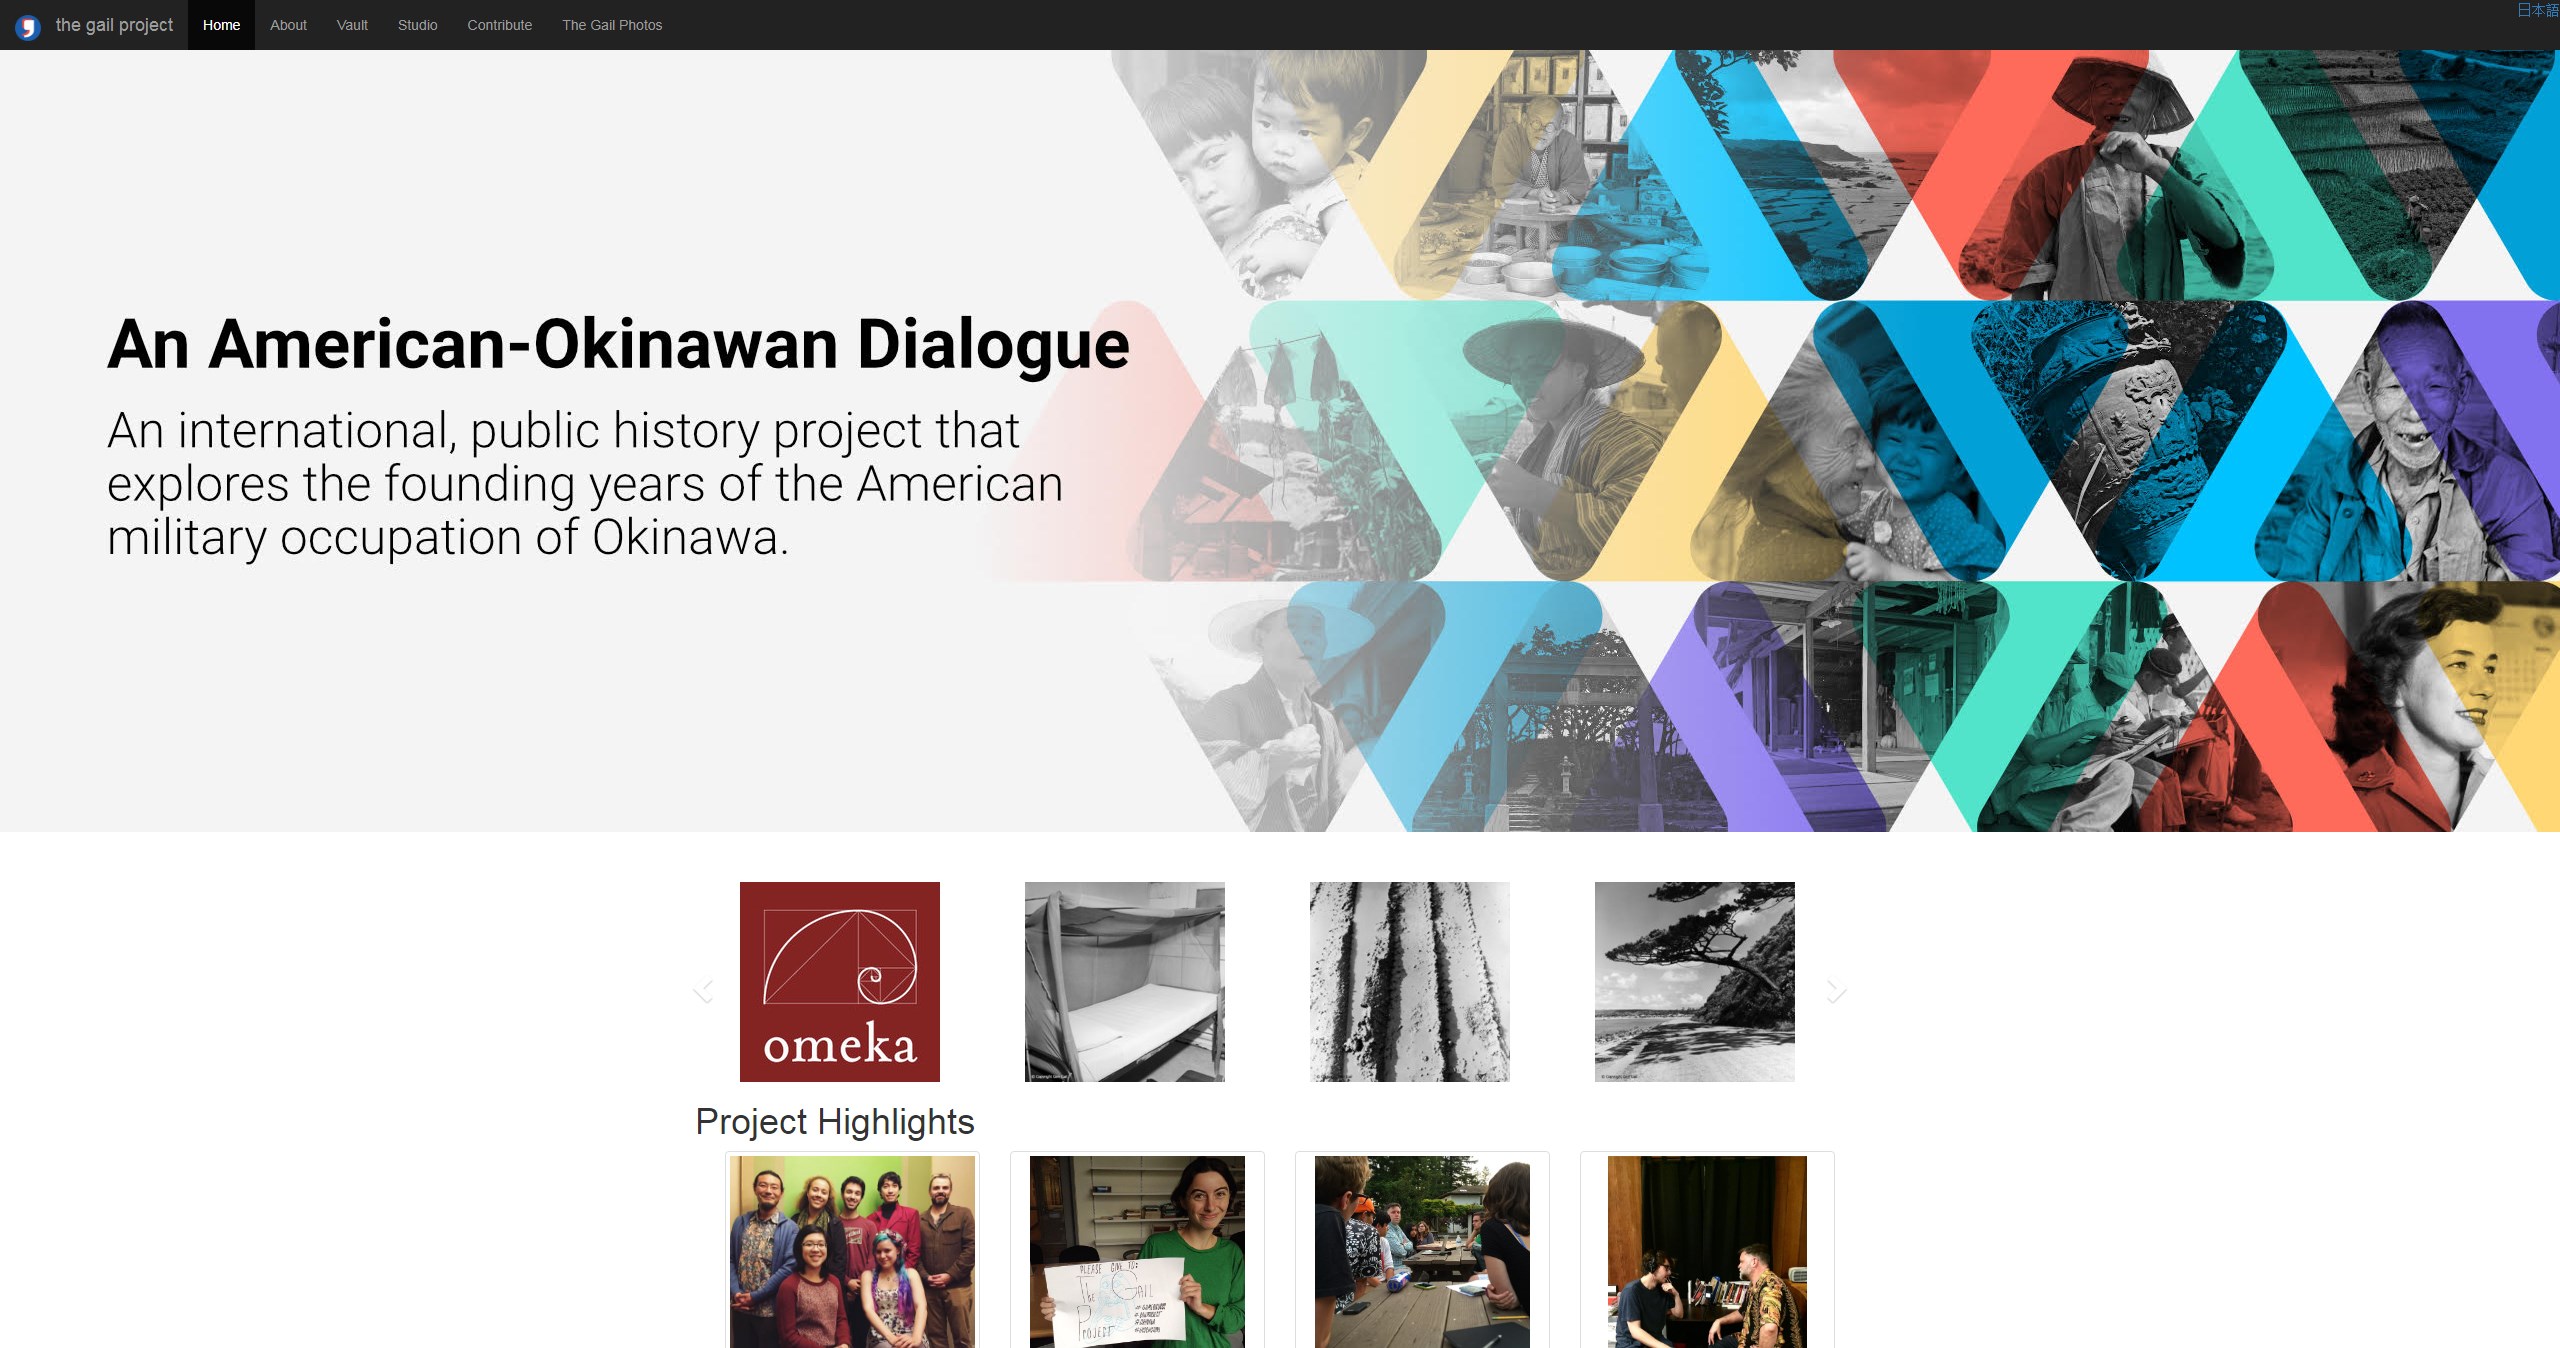 the gail project
Home
About
Vault
Studio
Contribute
The Gail Photos
日本語
An American-Okinawan Dialogue
An international, public history project that
explores the founding years of the American
military occupation of Okinawa.
omeka
Project Highlights
PLEASE GIVE TO:
The Gail
Project